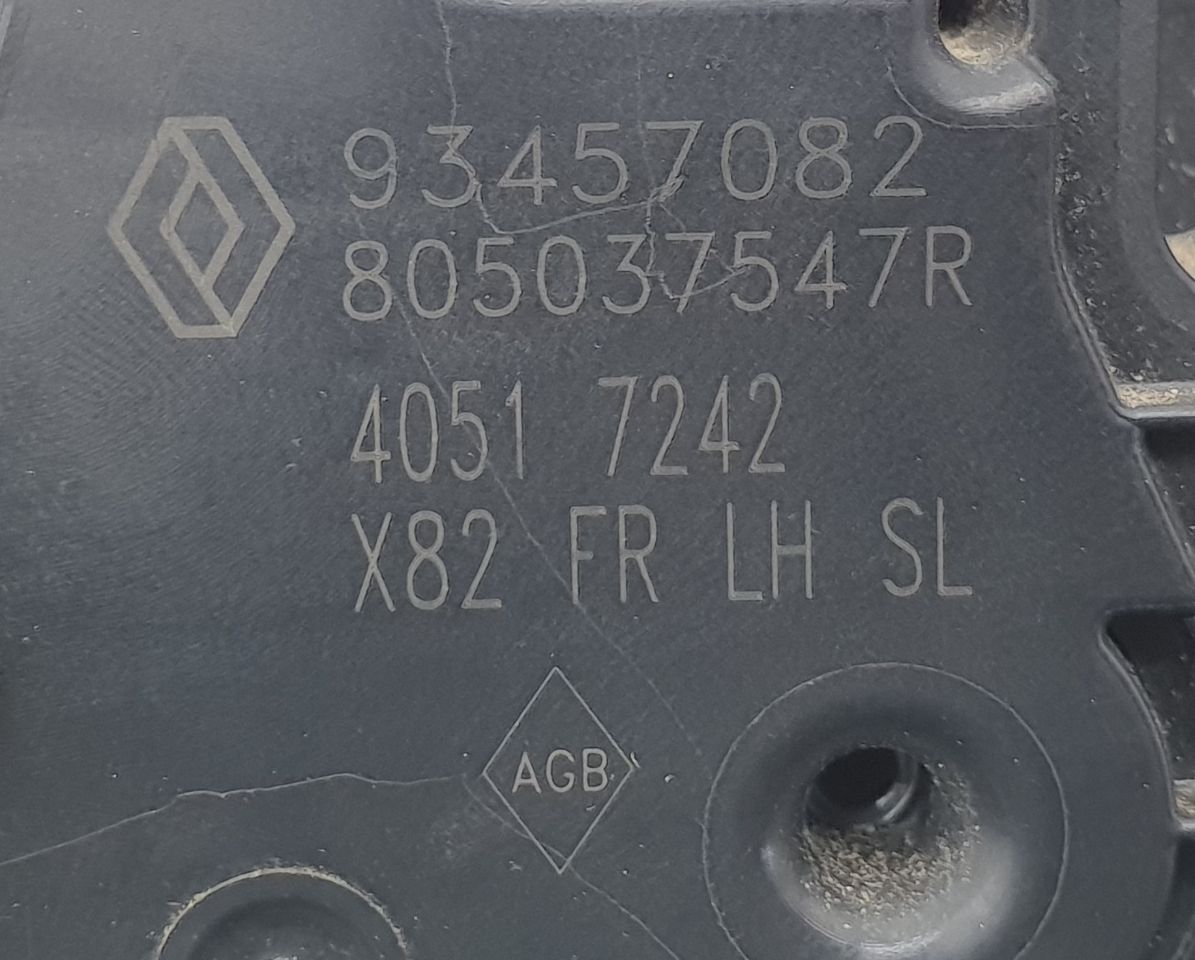 93457082
805037547R
4051 7242
X82 FR LH SL
AGB